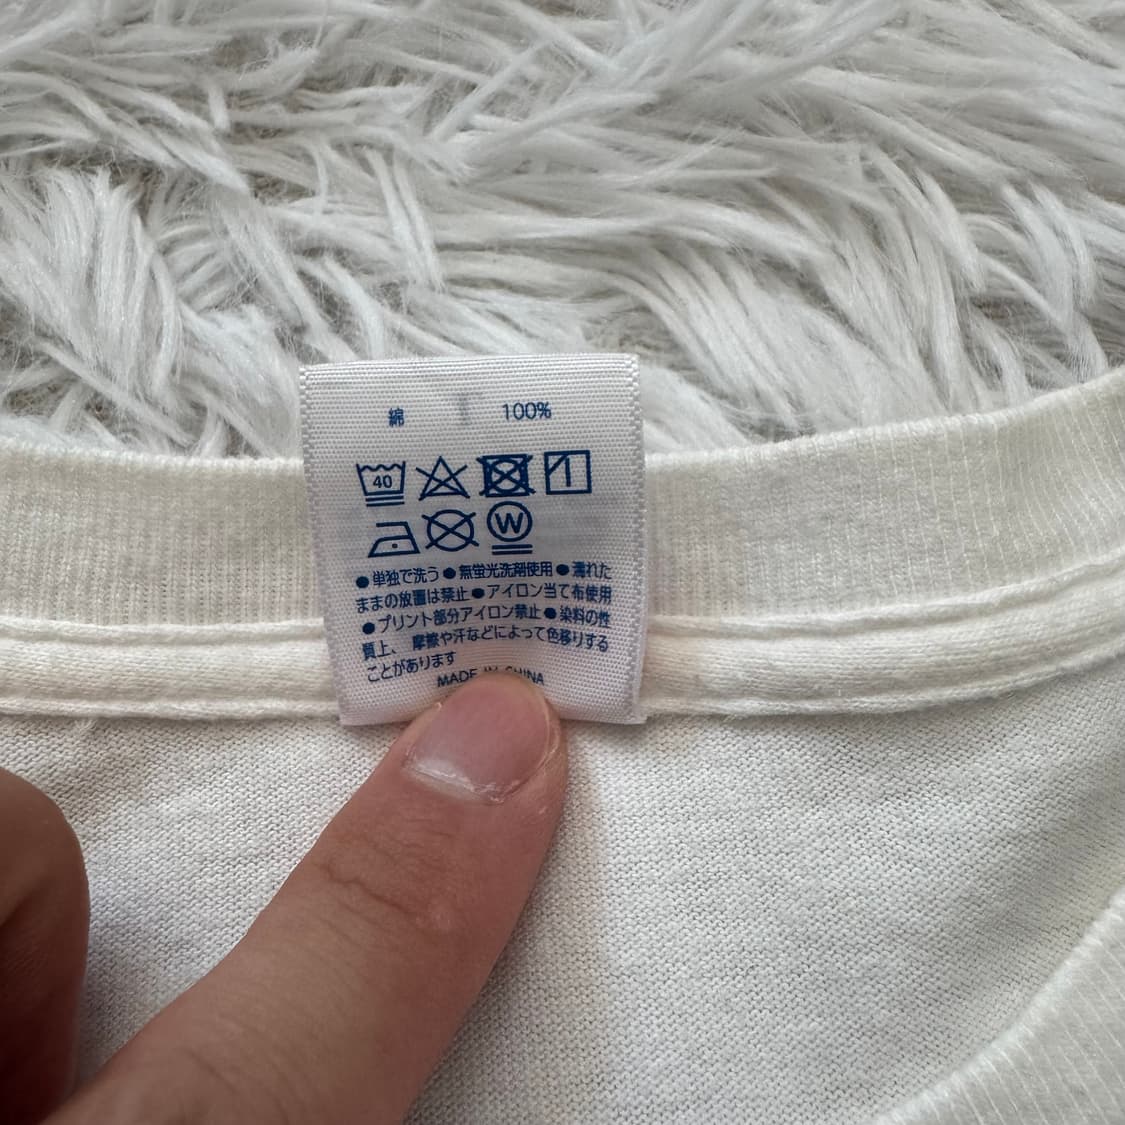 綿 100%
40
W
●単独で洗う●無蛍光洗剤使用●濡れた
ままの放置は禁止●アイロン当て布使用
●プリント部分アイロン禁止●染料の性
質上、摩擦や汗などによって色移りする
ことがあります
MADE IN CHINA